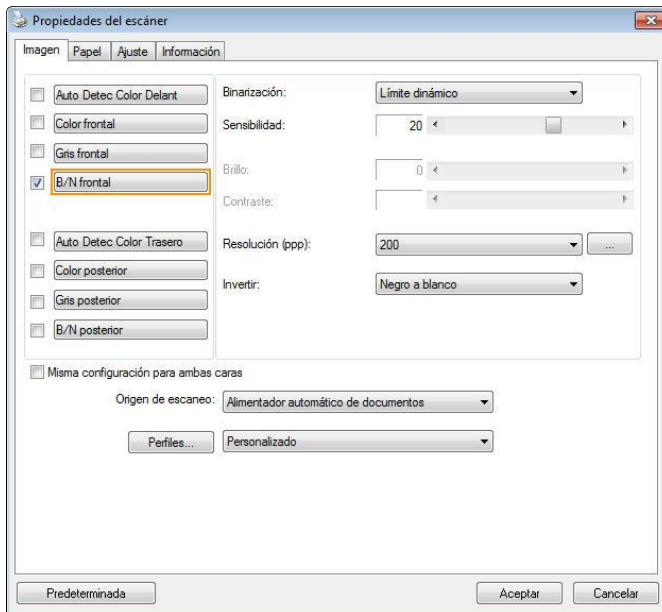 Propiedades del escáner
Imagen Papel Ajuste Información
Auto Detec Color Delant
Color frontal
Gris frontal
B/N frontal
Auto Detec Color Trasero
Color posterior
Gris posterior
B/N posterior
Binarización: Límite dinámico
Sensibilidad: 20
Brillo: 0
Contraste:
Resolución (ppp): 200 ...
Invertir: Negro a blanco
Misma configuración para ambas caras
Origen de escaneo: Alimentador automático de documentos
Perfiles... Personalizado
Predeterminada Aceptar Cancelar